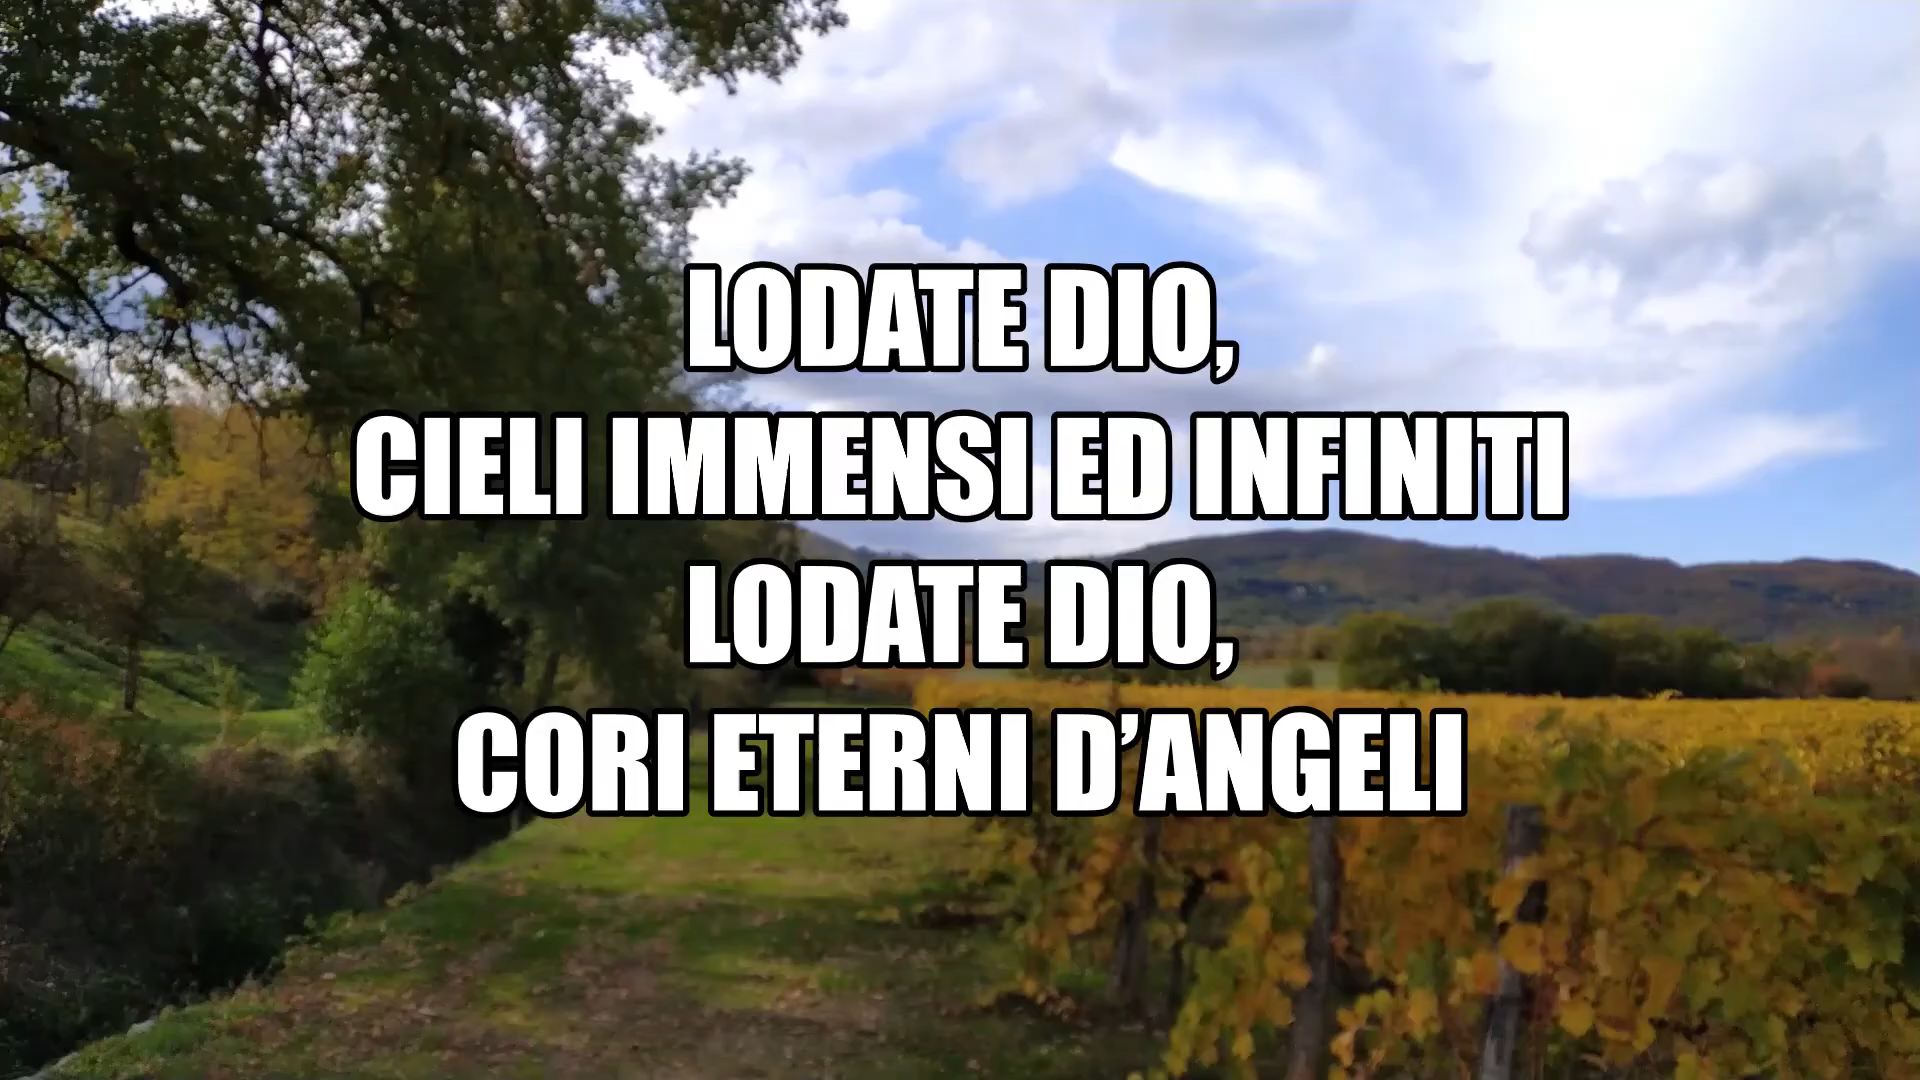 LODATE DIO,
CIELI IMMENSI ED INFINITI
LODATE DIO,
CORI ETERNI D’ANGELI